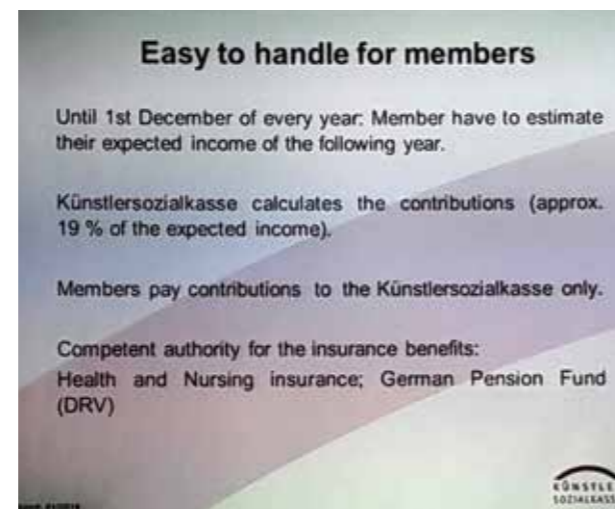 Easy to handle for members
Until 1st December of every year: Member have to estimate
their expected income of the following year.
Künstlersozialkasse calculates the contributions (approx.
19 % of the expected income).
Members pay contributions to the Künstlersozialkasse only.
Competent authority for the insurance benefits:
Health and Nursing insurance; German Pension Fund
(DRV)
KÜNSTLE
SOZIALKASS